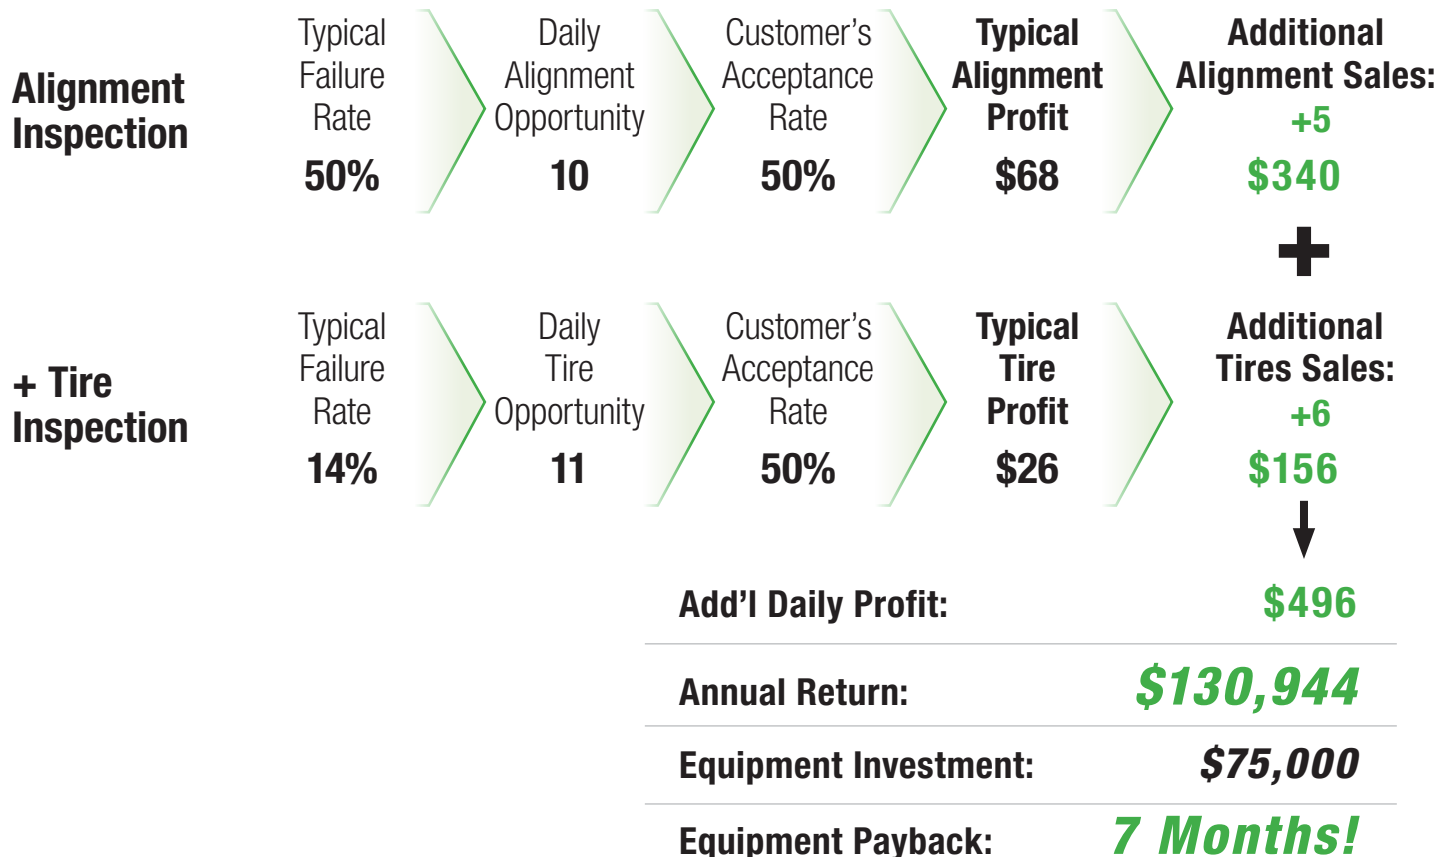 Alignment
Inspection
Typical
Failure
Rate
50%
Daily
Alignment
Opportunity
10
Customer's
Acceptance
Rate
50%
Typical
Alignment
Profit
$68
Additional
Alignment Sales:
+5
$340
+
+ Tire
Inspection
Typical
Failure
Rate
14%
Daily
Tire
Opportunity
11
Customer's
Acceptance
Rate
50%
Typical
Tire
Profit
$26
Additional
Tires Sales:
+6
$156
Add'l Daily Profit: $496
Annual Return: $130,944
Equipment Investment: $75,000
Equipment Payback: 7 Months!